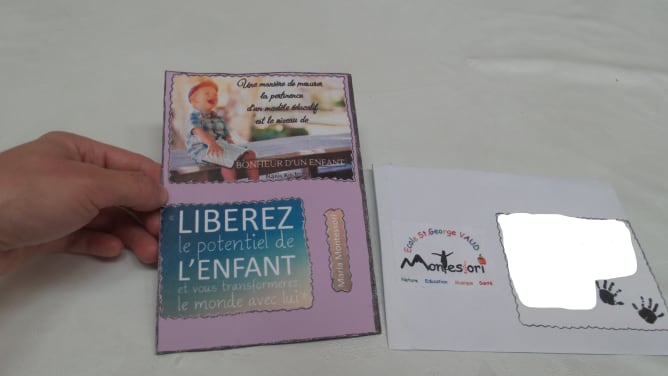 Une manière de mesurer
la pertinence
d'un modèle éducatif
est le niveau de
BONHEUR D'UN ENFANT
Maria
« LIBEREZ
le potentiel de
L'ENFANT
et vous transformerez
le monde avec lui
Maria Montessori
Ecole St.George VAUD
Montessori
Nature Education Musique Santé